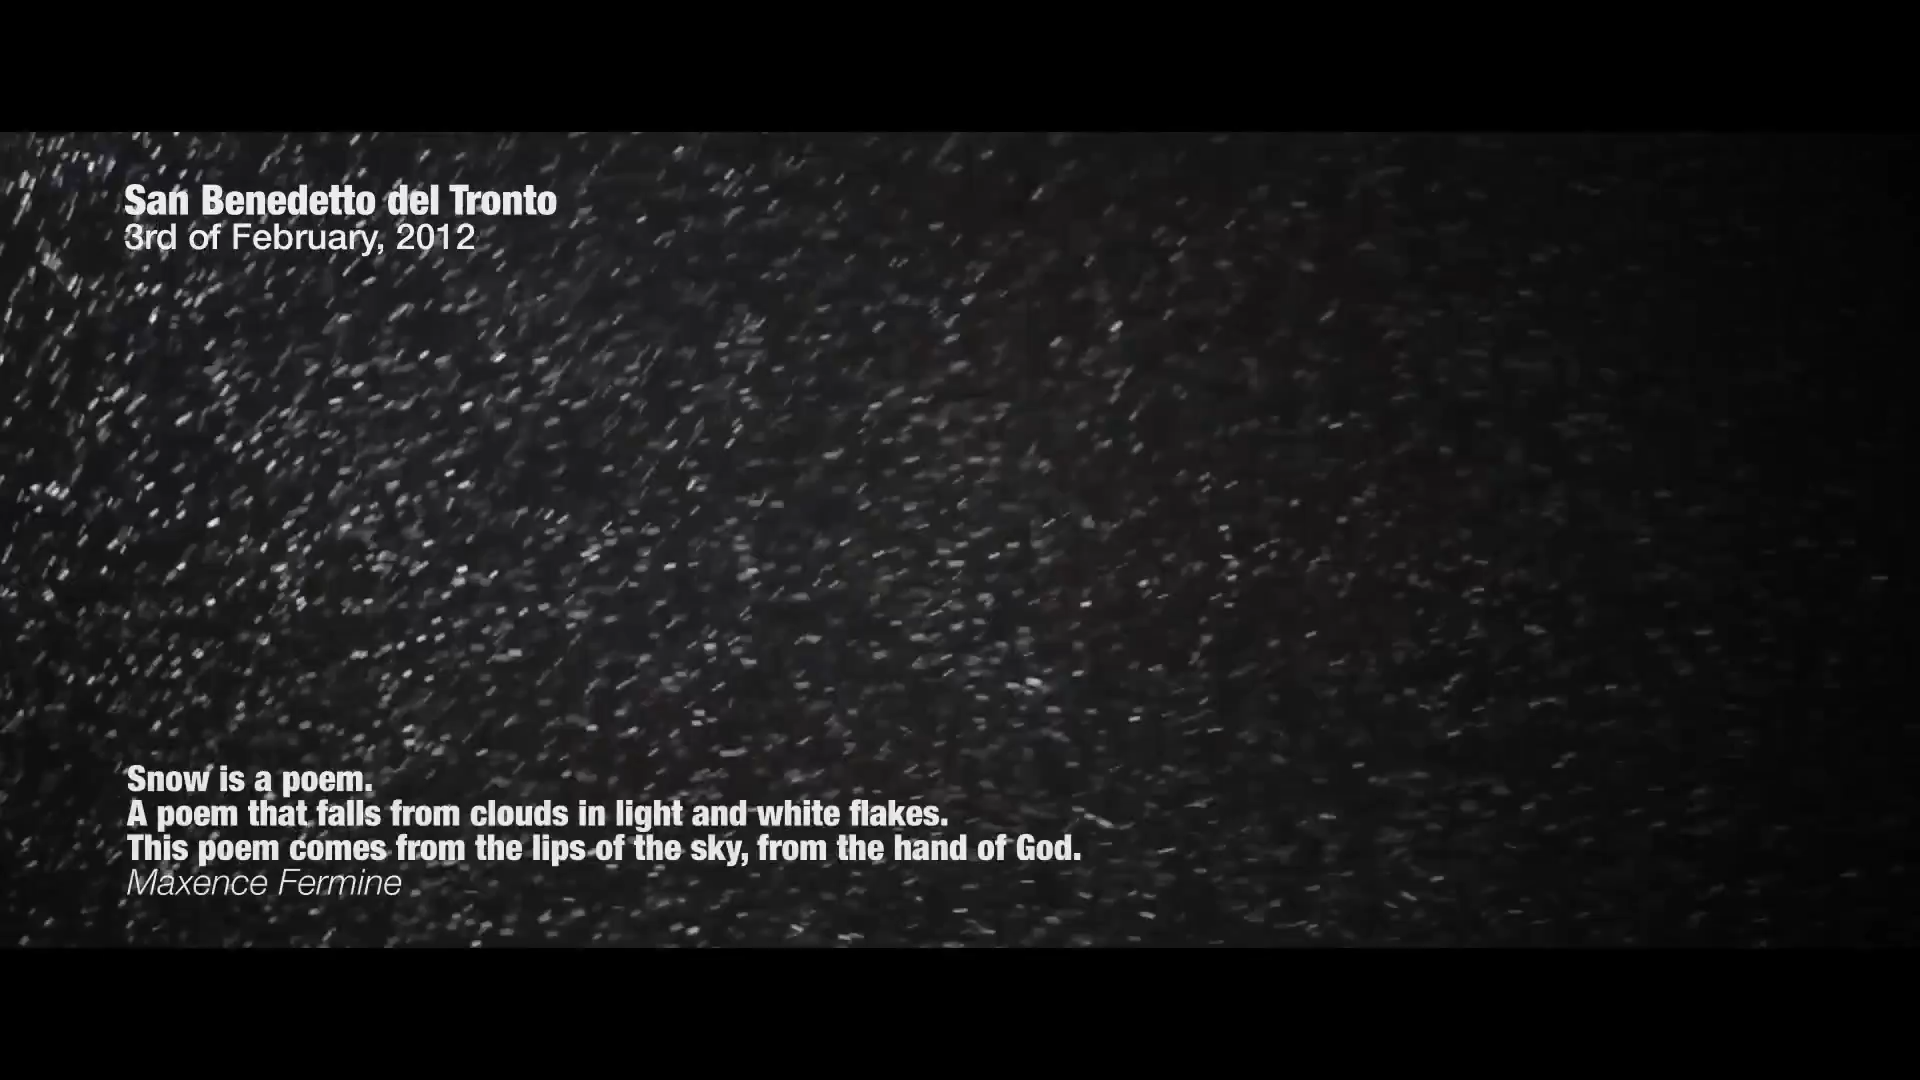 San Benedetto del Tronto
3rd of February, 2012
Snow is a poem.
A poem that falls from clouds in light and white flakes.
This poem comes from the lips of the sky, from the hand of God.
Maxence Fermine